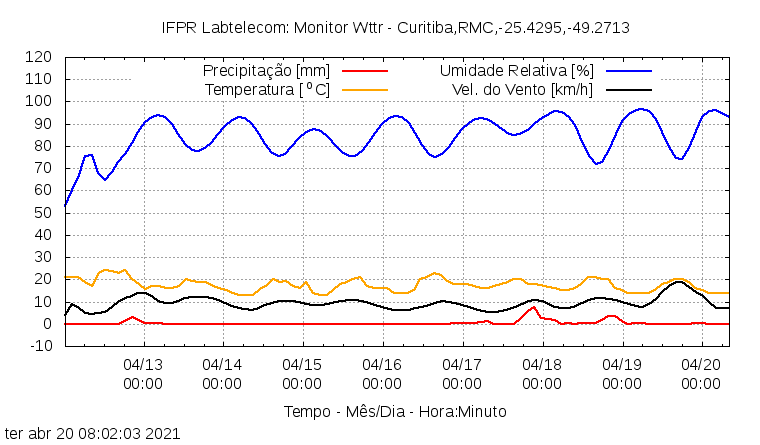 IFPR Labtelecom: Monitor Wttr - Curitiba,RMC,-25.4295,-49.2713
120
110
100
90
80
70
60
50
40
30
20
10
0
-10
Precipitação [mm]
Temperatura [ ⁰C]
Umidade Relativa [%]
Vel. do Vento [km/h]
04/13 04/14 04/15 04/16 04/17 04/18 04/19 04/20
00:00 00:00 00:00 00:00 00:00 00:00 00:00 00:00
Tempo - Mês/Dia - Hora:Minuto
ter abr 20 08:02:03 2021